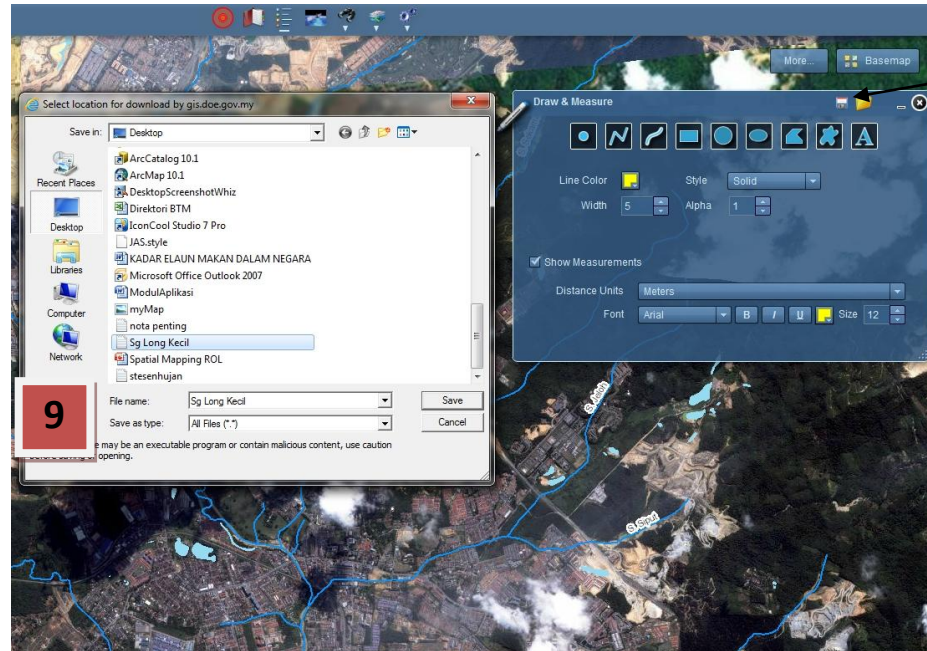 More...
Basemap
Select location for download by gis.doe.gov.my
Save in:
Desktop
Recent Places
Desktop
Libraries
Computer
Network
ArcCatalog 10.1
ArcMap 10.1
DesktopScreenshotWhiz
Direktori BTM
IconCool Studio 7 Pro
JAS.style
KADAR ELAUN MAKAN DALAM NEGARA
Microsoft Office Outlook 2007
ModulAplikasi
myMap
nota penting
Sg Long Kecil
Spatial Mapping ROL
stesenhujan
File name:
Sg Long Kecil
Save
Save as type:
All Files (*.*)
Cancel
may be an executable program or contain malicious content, use caution
opening.
9
Draw & Measure
A
Line Color
Style
Solid
Width
5
Alpha
1
Show Measurements
Distance Units
Meters
Font
Arial
B
I
U
Size
12
S. Jeloh
S. Siput